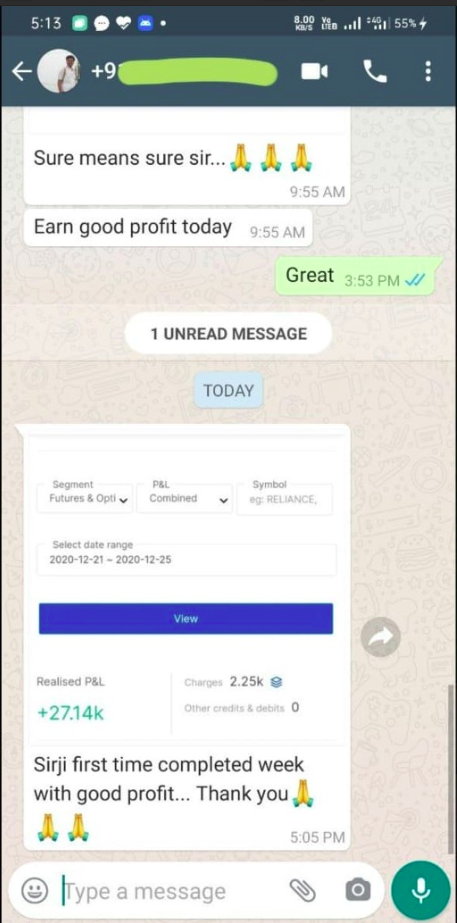 5:13
8.00 KB/S
Vo LTE
4G
55%
+9
Sure means sure sir...🙏 🙏 🙏
9:55 AM
Earn good profit today 9:55 AM
Great 3:53 PM
1 UNREAD MESSAGE
TODAY
Segment P&L Symbol
Futures & Opti Combined eg: RELIANCE,
Select date range
2020-12-21 ~ 2020-12-25
View
Realised P&L Charges 2.25k
+27.14k Other credits & debits 0
Sirji first time completed week
with good profit... Thank you🙏
🙏 🙏 5:05 PM
Type a message